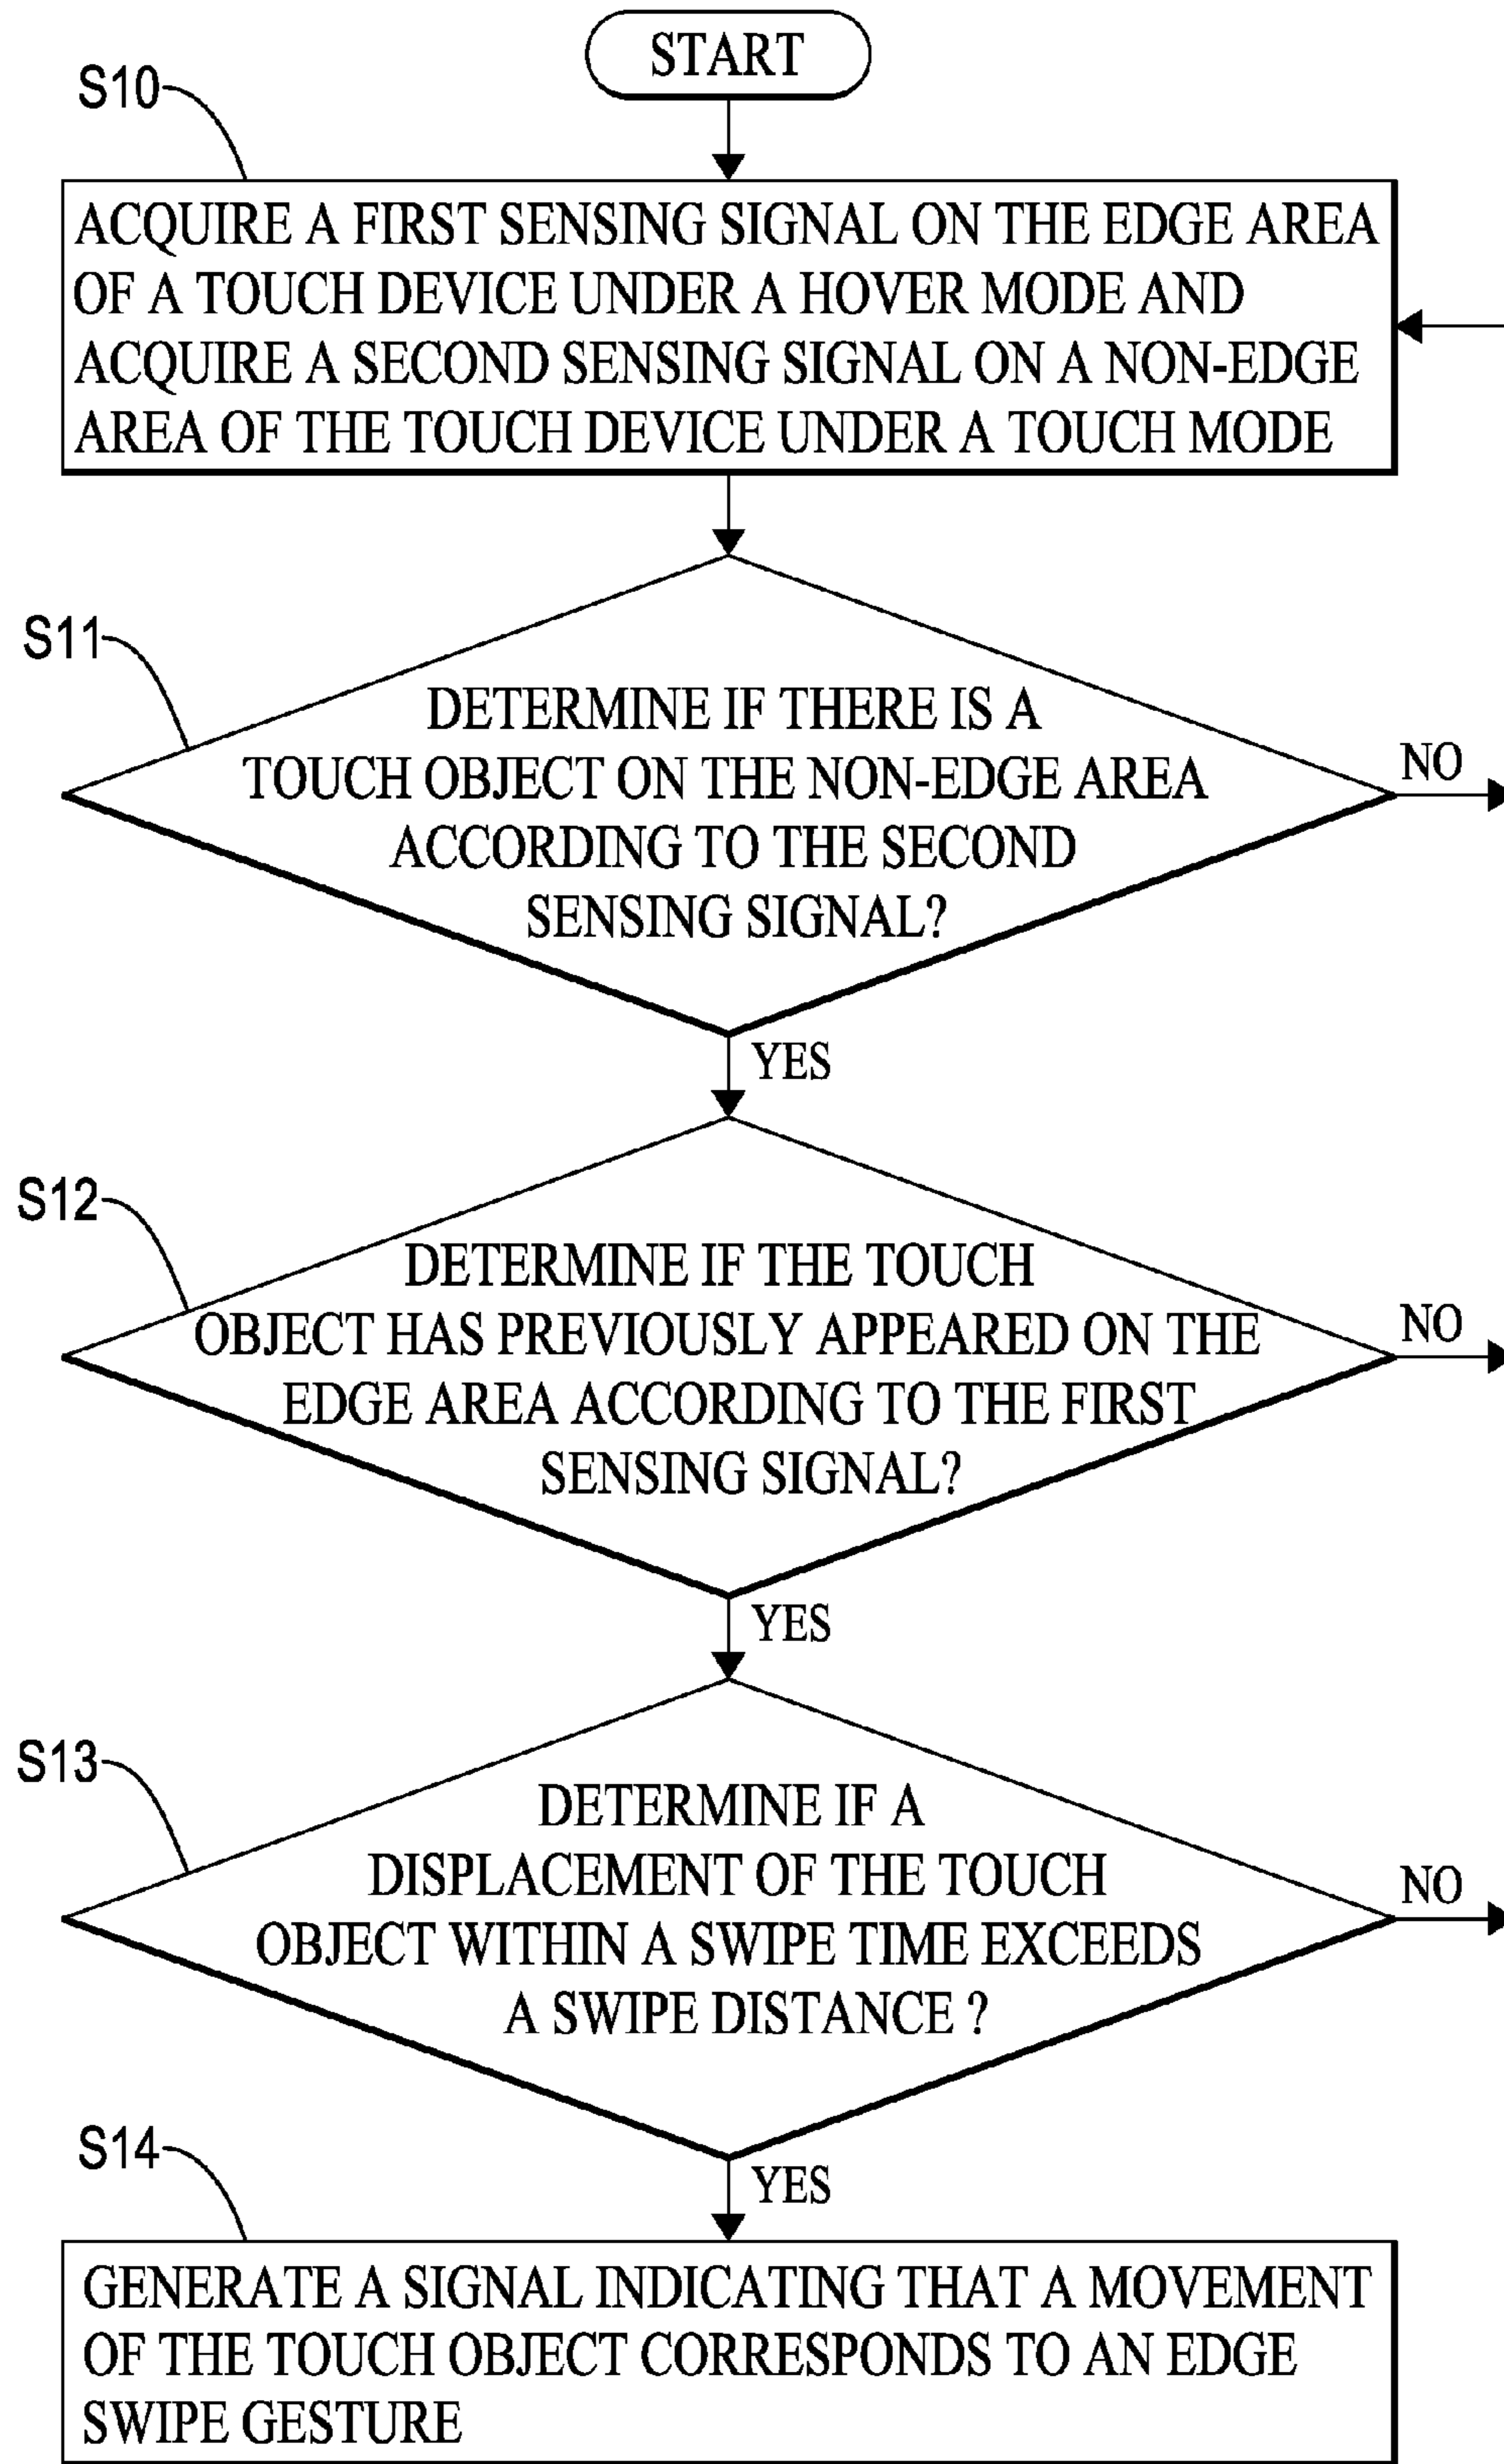 START
S10
ACQUIRE A FIRST SENSING SIGNAL ON THE EDGE AREA
OF A TOUCH DEVICE UNDER A HOVER MODE AND
ACQUIRE A SECOND SENSING SIGNAL ON A NON-EDGE
AREA OF THE TOUCH DEVICE UNDER A TOUCH MODE
S11
DETERMINE IF THERE IS A
TOUCH OBJECT ON THE NON-EDGE AREA
ACCORDING TO THE SECOND
SENSING SIGNAL?
NO
YES
S12
DETERMINE IF THE TOUCH
OBJECT HAS PREVIOUSLY APPEARED ON THE
EDGE AREA ACCORDING TO THE FIRST
SENSING SIGNAL?
NO
YES
S13
DETERMINE IF A
DISPLACEMENT OF THE TOUCH
OBJECT WITHIN A SWIPE TIME EXCEEDS
A SWIPE DISTANCE ?
NO
YES
S14
GENERATE A SIGNAL INDICATING THAT A MOVEMENT
OF THE TOUCH OBJECT CORRESPONDS TO AN EDGE
SWIPE GESTURE